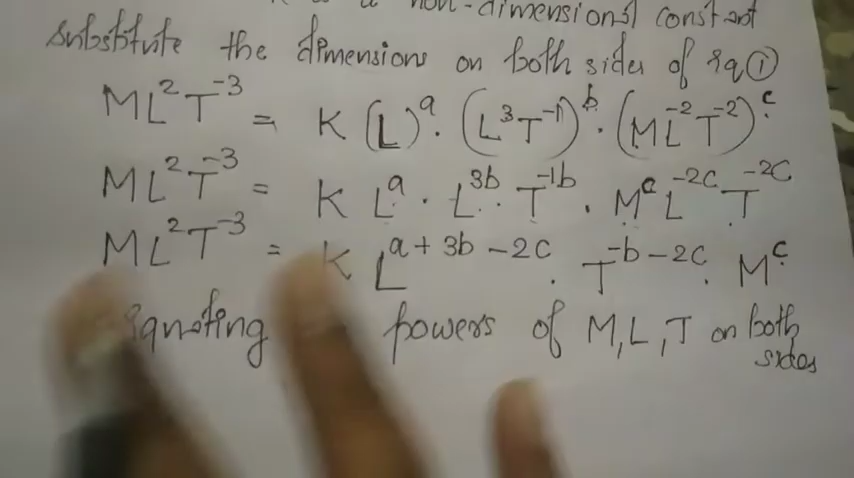 a non-dimensional constant
substitute the dimensions on both sides of eq ①
ML²T⁻³ = K (L)ᵃ · (L³T⁻¹)ᵇ · (ML⁻²T⁻²)ᶜ
ML²T⁻³ = K Lᵃ · L³ᵇ · T⁻¹ᵇ · Mᶜ L⁻²ᶜ T⁻²ᶜ
ML²T⁻³ = K Lᵃ⁺³ᵇ⁻²ᶜ · T⁻ᵇ⁻²ᶜ · Mᶜ
Equating powers of M, L, T on both
sides